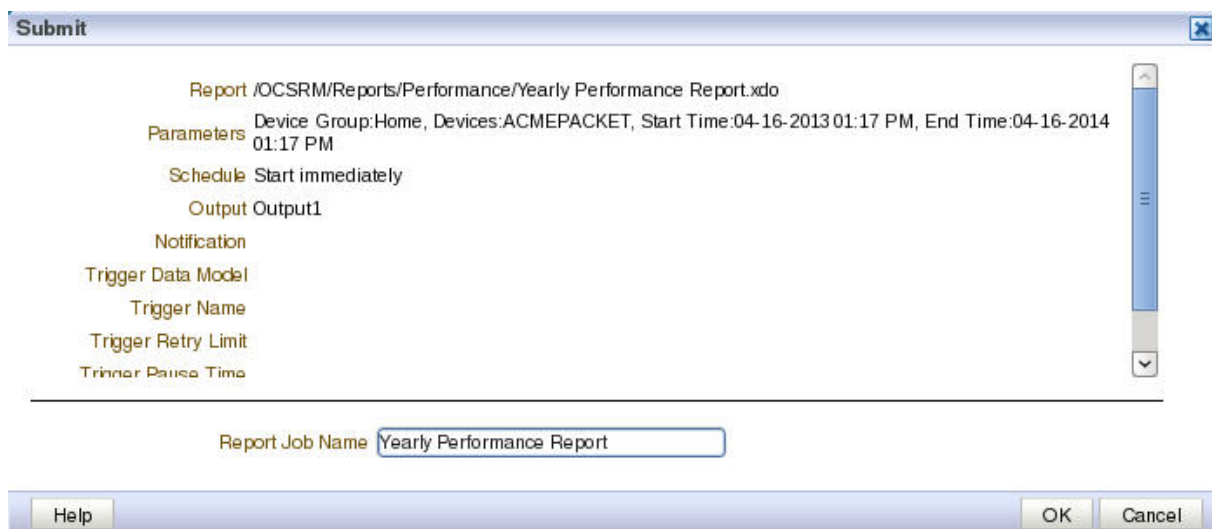 Submit
Report /OCSRM/Reports/Performance/Yearly Performance Report.xdo
Parameters Device Group:Home, Devices:ACMEPACKET, Start Time:04-16-2013 01:17 PM, End Time:04-16-2014
01:17 PM
Schedule Start immediately
Output Output1
Notification
Trigger Data Model
Trigger Name
Trigger Retry Limit
Trigger Pause Time
Report Job Name Yearly Performance Report
Help OK Cancel